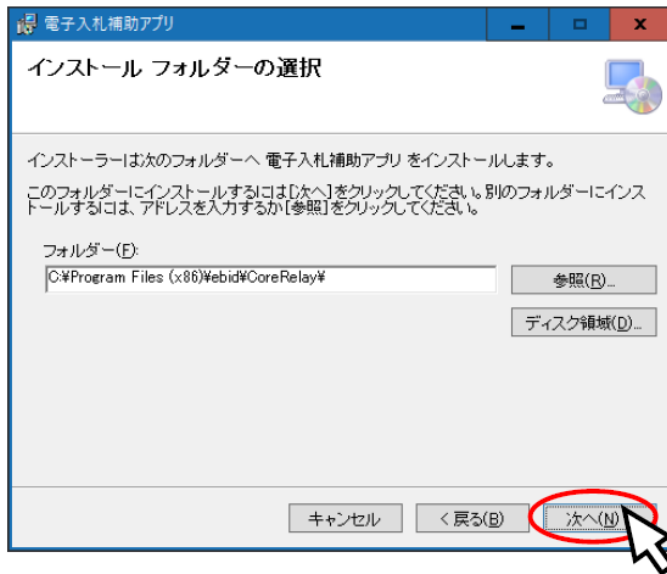 電子入札補助アプリ
インストール フォルダーの選択
インストーラーは次のフォルダーへ 電子入札補助アプリ をインストールします。
このフォルダーにインストールするには[次へ]をクリックしてください。別のフォルダーにインス
トールするには、アドレスを入力するか[参照]をクリックしてください。
フォルダー(F):
C:¥Program Files (x86)¥ebid¥CoreRelay¥
参照(R)...
ディスク領域(D)...
キャンセル
< 戻る(B)
次へ(N)